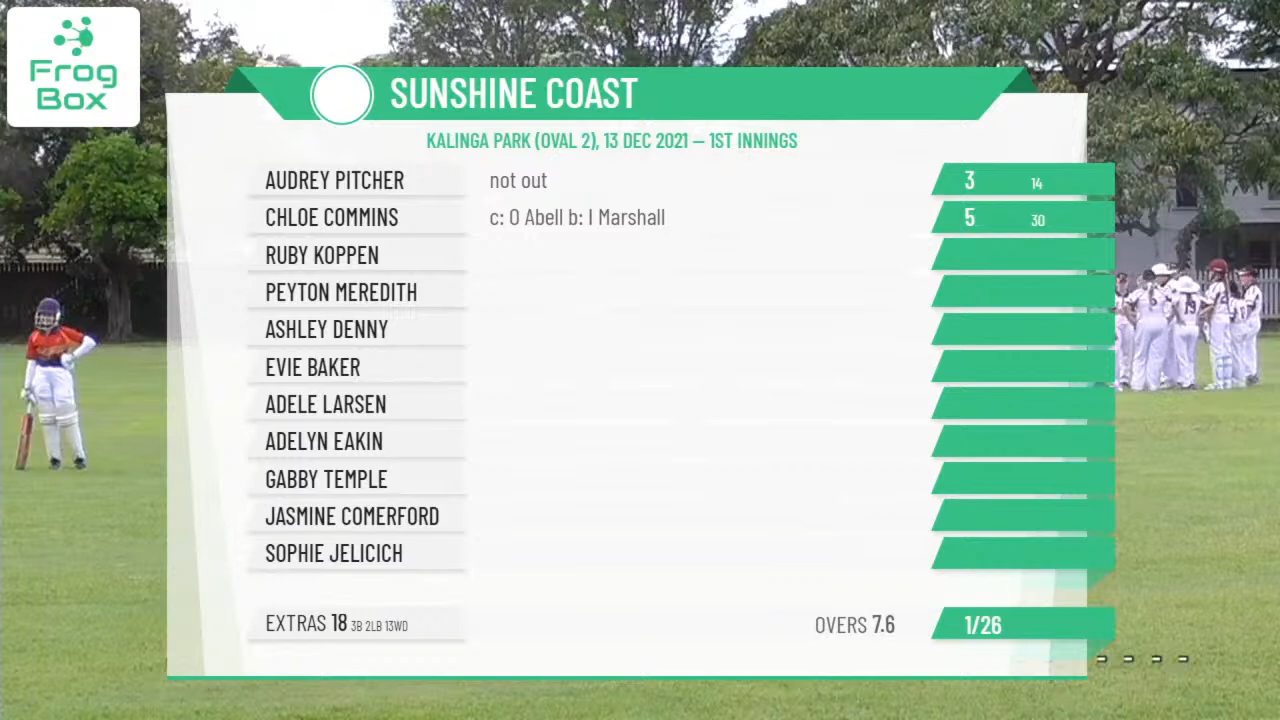 Frog
Box
SUNSHINE COAST
KALINGA PARK (OVAL 2), 13 DEC 2021 – 1ST INNINGS
AUDREY PITCHER not out 3 14
CHLOE COMMINS c: O Abell b: I Marshall 5 30
RUBY KOPPEN
PEYTON MEREDITH
ASHLEY DENNY
EVIE BAKER
ADELE LARSEN
ADELYN EAKIN
GABBY TEMPLE
JASMINE COMERFORD
SOPHIE JELICICH
EXTRAS 18 3B 2LB 13WD OVERS 7.6 1/26